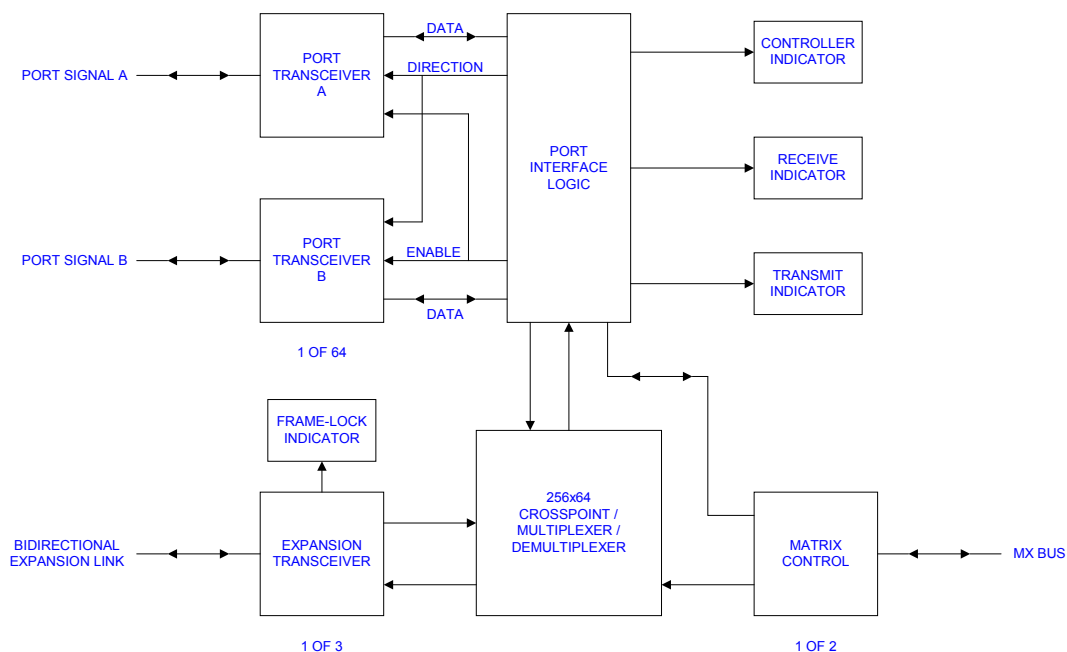 DATA
CONTROLLER
INDICATOR
PORT SIGNAL A
PORT
TRANSCEIVER
A
DIRECTION
PORT
INTERFACE
LOGIC
RECEIVE
INDICATOR
PORT SIGNAL B
PORT
TRANSCEIVER
B
ENABLE
DATA
TRANSMIT
INDICATOR
1 OF 64
FRAME-LOCK
INDICATOR
BIDIRECTIONAL
EXPANSION LINK
EXPANSION
TRANSCEIVER
256x64
CROSSPOINT /
MULTIPLEXER /
DEMULTIPLEXER
MATRIX
CONTROL
MX BUS
1 OF 3
1 OF 2